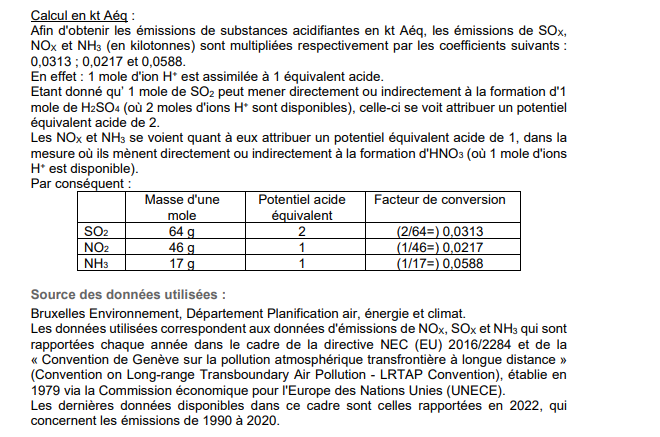 Calcul en kt Aéq :
Afin d'obtenir les émissions de substances acidifiantes en kt Aéq, les émissions de SOx,
NOx et NH3 (en kilotonnes) sont multipliées respectivement par les coefficients suivants :
0,0313 ; 0,0217 et 0,0588.
En effet : 1 mole d'ion H+ est assimilée à 1 équivalent acide.
Etant donné qu' 1 mole de SO2 peut mener directement ou indirectement à la formation d'1
mole de H2SO4 (où 2 moles d'ions H+ sont disponibles), celle-ci se voit attribuer un potentiel
équivalent acide de 2.
Les NOx et NH3 se voient quant à eux attribuer un potentiel équivalent acide de 1, dans la
mesure où ils mènent directement ou indirectement à la formation d'HNO3 (où 1 mole d'ions
H+ est disponible).
Par conséquent :
Masse d'une mole Potentiel acide équivalent Facteur de conversion
SO2 64 g 2 (2/64=) 0,0313
NO2 46 g 1 (1/46=) 0,0217
NH3 17 g 1 (1/17=) 0,0588
Source des données utilisées :
Bruxelles Environnement, Département Planification air, énergie et climat.
Les données utilisées correspondent aux données d'émissions de NOx, SOx et NH3 qui sont
rapportées chaque année dans le cadre de la directive NEC (EU) 2016/2284 et de la
« Convention de Genève sur la pollution atmosphérique transfrontière à longue distance »
(Convention on Long-range Transboundary Air Pollution - LRTAP Convention), établie en
1979 via la Commission économique pour l'Europe des Nations Unies (UNECE).
Les dernières données disponibles dans ce cadre sont celles rapportées en 2022, qui
concernent les émissions de 1990 à 2020.